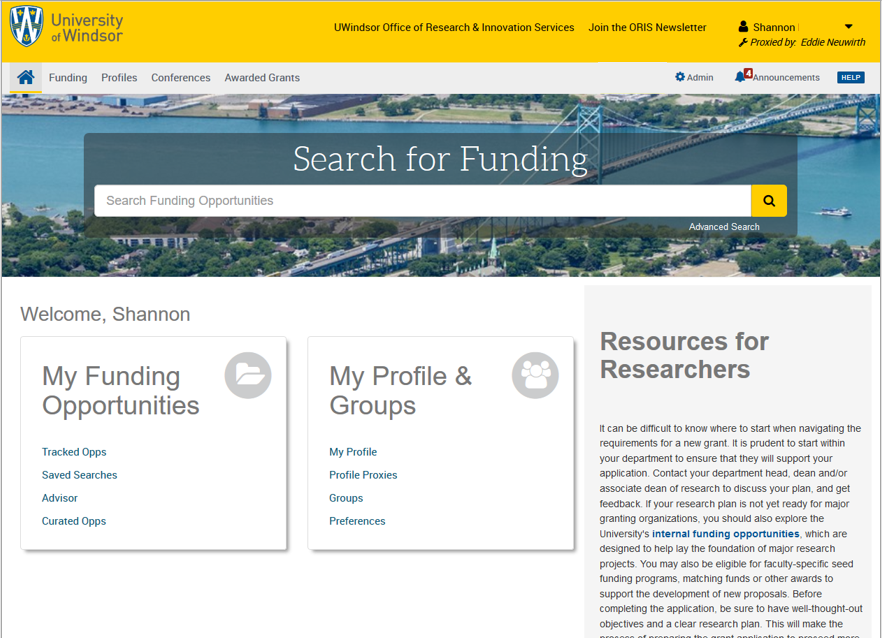 University
of Windsor
UWindsor Office of Research & Innovation Services Join the ORIS Newsletter Shannon
Proxied by: Eddie Neuwirth
Funding Profiles Conferences Awarded Grants Admin 4 Announcements HELP
Search for Funding
Search Funding Opportunities
Advanced Search
Welcome, Shannon
My Funding
Opportunities
Tracked Opps
Saved Searches
Advisor
Curated Opps
My Profile &
Groups
My Profile
Profile Proxies
Groups
Preferences
Resources for
Researchers
It can be difficult to know where to start when navigating the
requirements for a new grant. It is prudent to start within
your department to ensure that they will support your
application. Contact your department head, dean and/or
associate dean of research to discuss your plan, and get
feedback. If your research plan is not yet ready for major
granting organizations, you should also explore the
University's internal funding opportunities, which are
designed to help lay the foundation of major research
projects. You may also be eligible for faculty-specific seed
funding programs, matching funds or other awards to
support the development of new proposals. Before
completing the application, be sure to have well-thought-out
objectives and a clear research plan. This will make the
process of preparing the grant application to proceed more